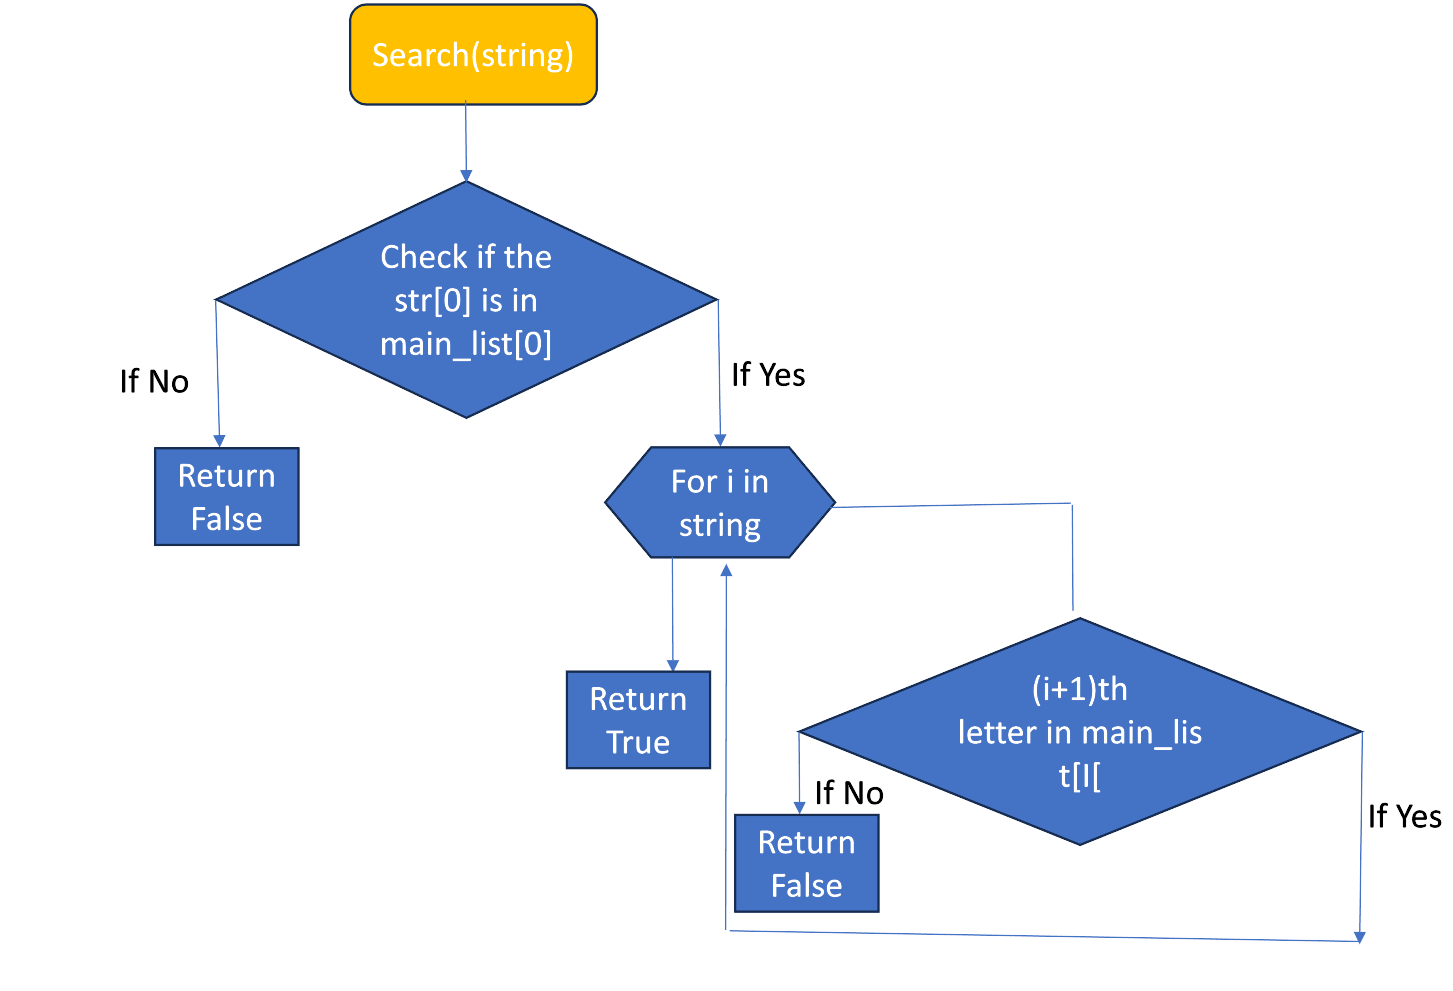 Search(string)
Check if the
str[0] is in
main_list[0]
If No
If Yes
Return
False
For i in
string
Return
True
(i+1)th
letter in main_lis
t[I[
If No
If Yes
Return
False